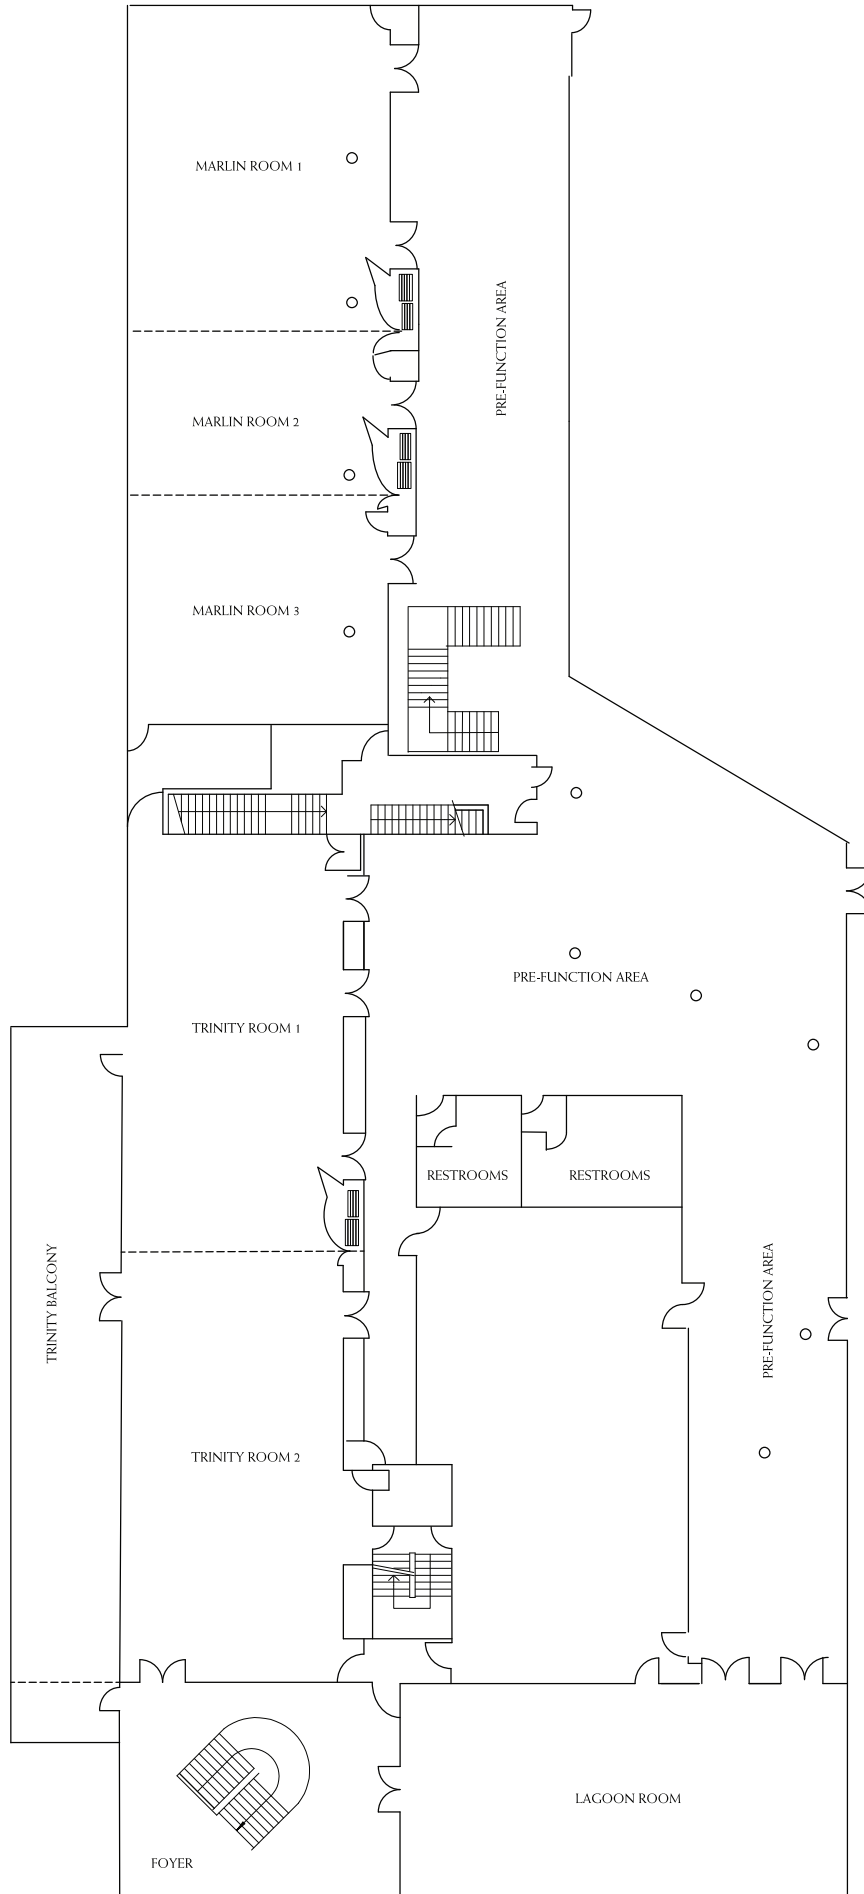 MARLIN ROOM 1
PRE-FUNCTION AREA
MARLIN ROOM 2
MARLIN ROOM 3
PRE-FUNCTION AREA
TRINITY ROOM 1
RESTROOMS
RESTROOMS
TRINITY BALCONY
PRE-FUNCTION AREA
TRINITY ROOM 2
LAGOON ROOM
FOYER